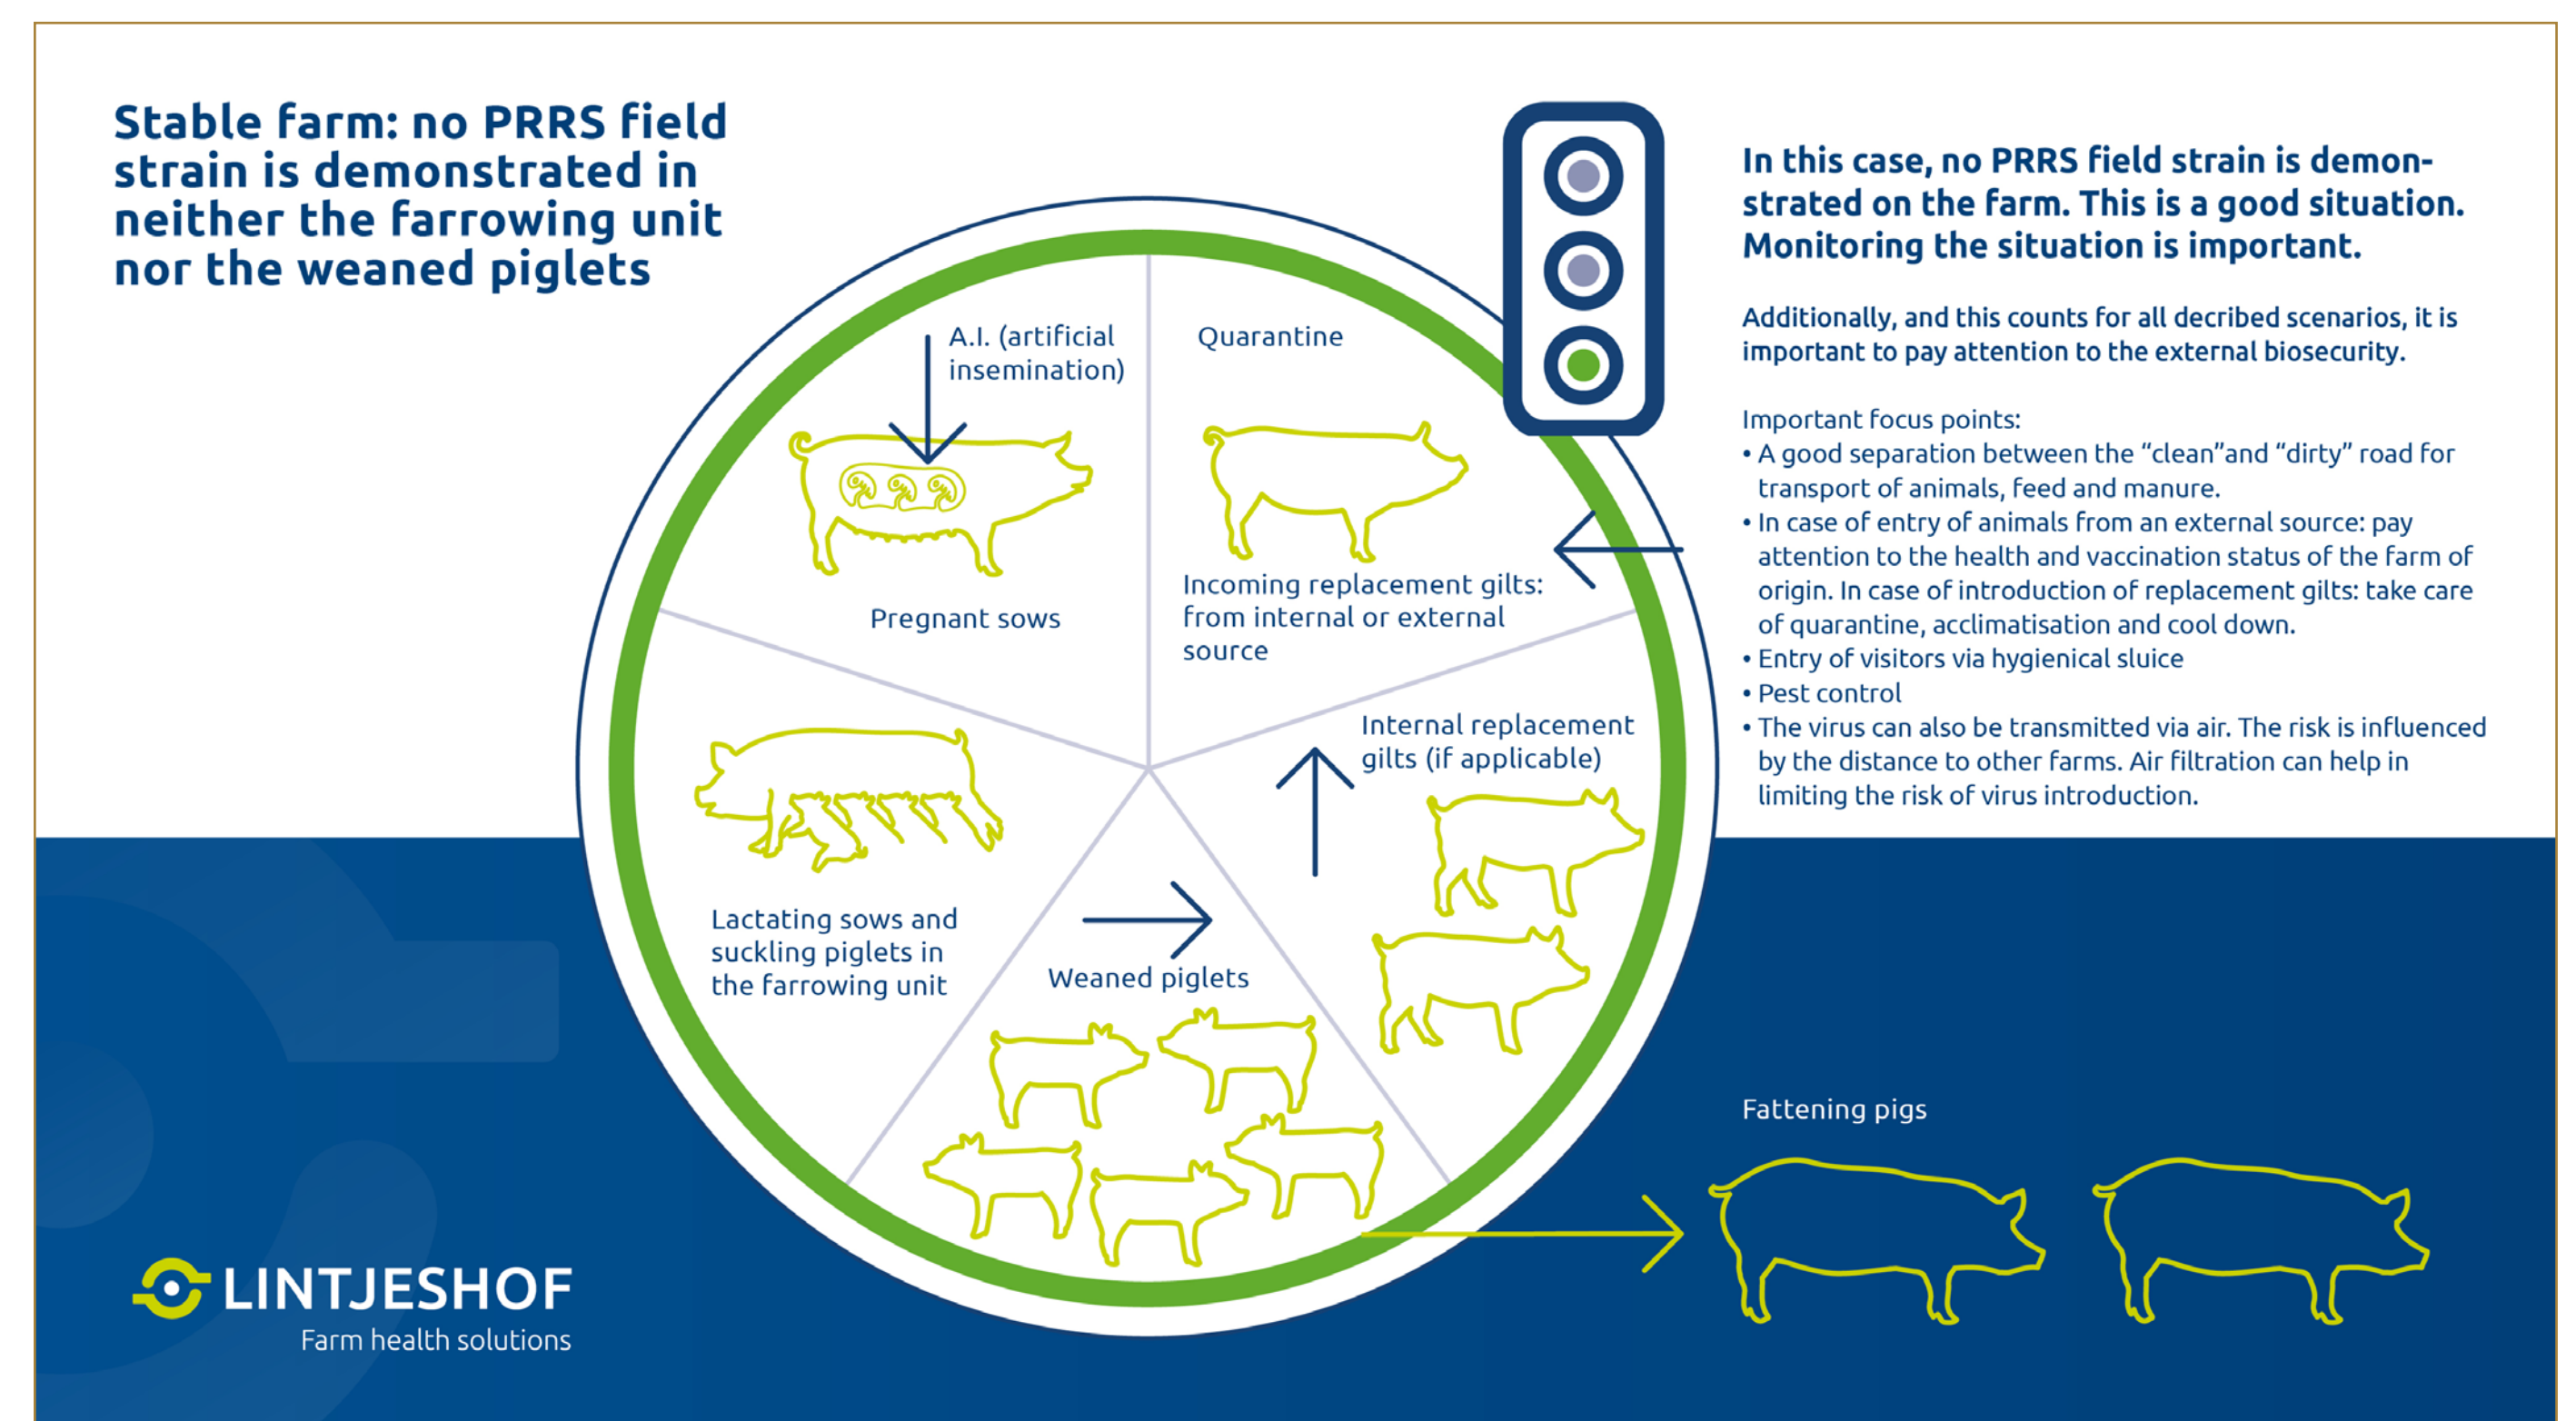 Stable farm: no PRRS field
strain is demonstrated in
neither the farrowing unit
nor the weaned piglets
A.I. (artificial
insemination)
Pregnant sows
Quarantine
Incoming replacement gilts:
from internal or external
source
Internal replacement
gilts (if applicable)
Lactating sows and
suckling piglets in
the farrowing unit
Weaned piglets
In this case, no PRRS field strain is demon-
strated on the farm. This is a good situation.
Monitoring the situation is important.
Additionally, and this counts for all decribed scenarios, it is
important to pay attention to the external biosecurity.
Important focus points:
• A good separation between the “clean”and “dirty” road for
transport of animals, feed and manure.
• In case of entry of animals from an external source: pay
attention to the health and vaccination status of the farm of
origin. In case of introduction of replacement gilts: take care
of quarantine, acclimatisation and cool down.
• Entry of visitors via hygienical sluice
• Pest control
• The virus can also be transmitted via air. The risk is influenced
by the distance to other farms. Air filtration can help in
limiting the risk of virus introduction.
Fattening pigs
LINTJESHOF
Farm health solutions